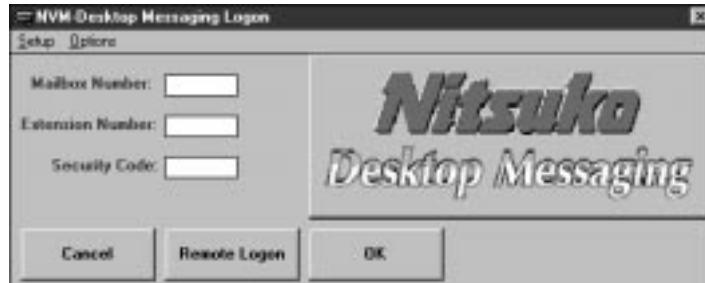 NVM-Desktop Messaging Logon
Setup Options
Mailbox Number:
Extension Number:
Security Code:
Nitsuko
Desktop Messaging
Cancel Remote Logon OK